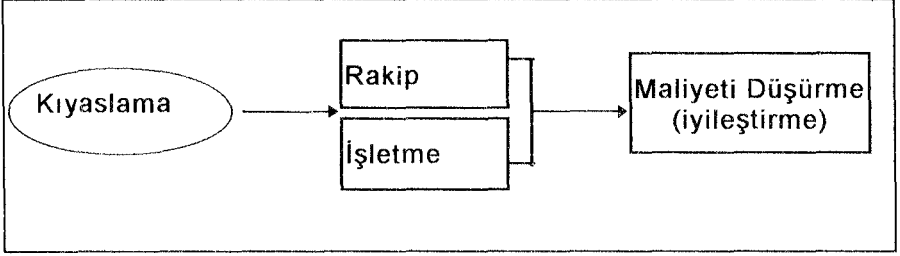 Kıyaslama
Rakip
İşletme
Maliyeti Düşürme
(iyileştirme)